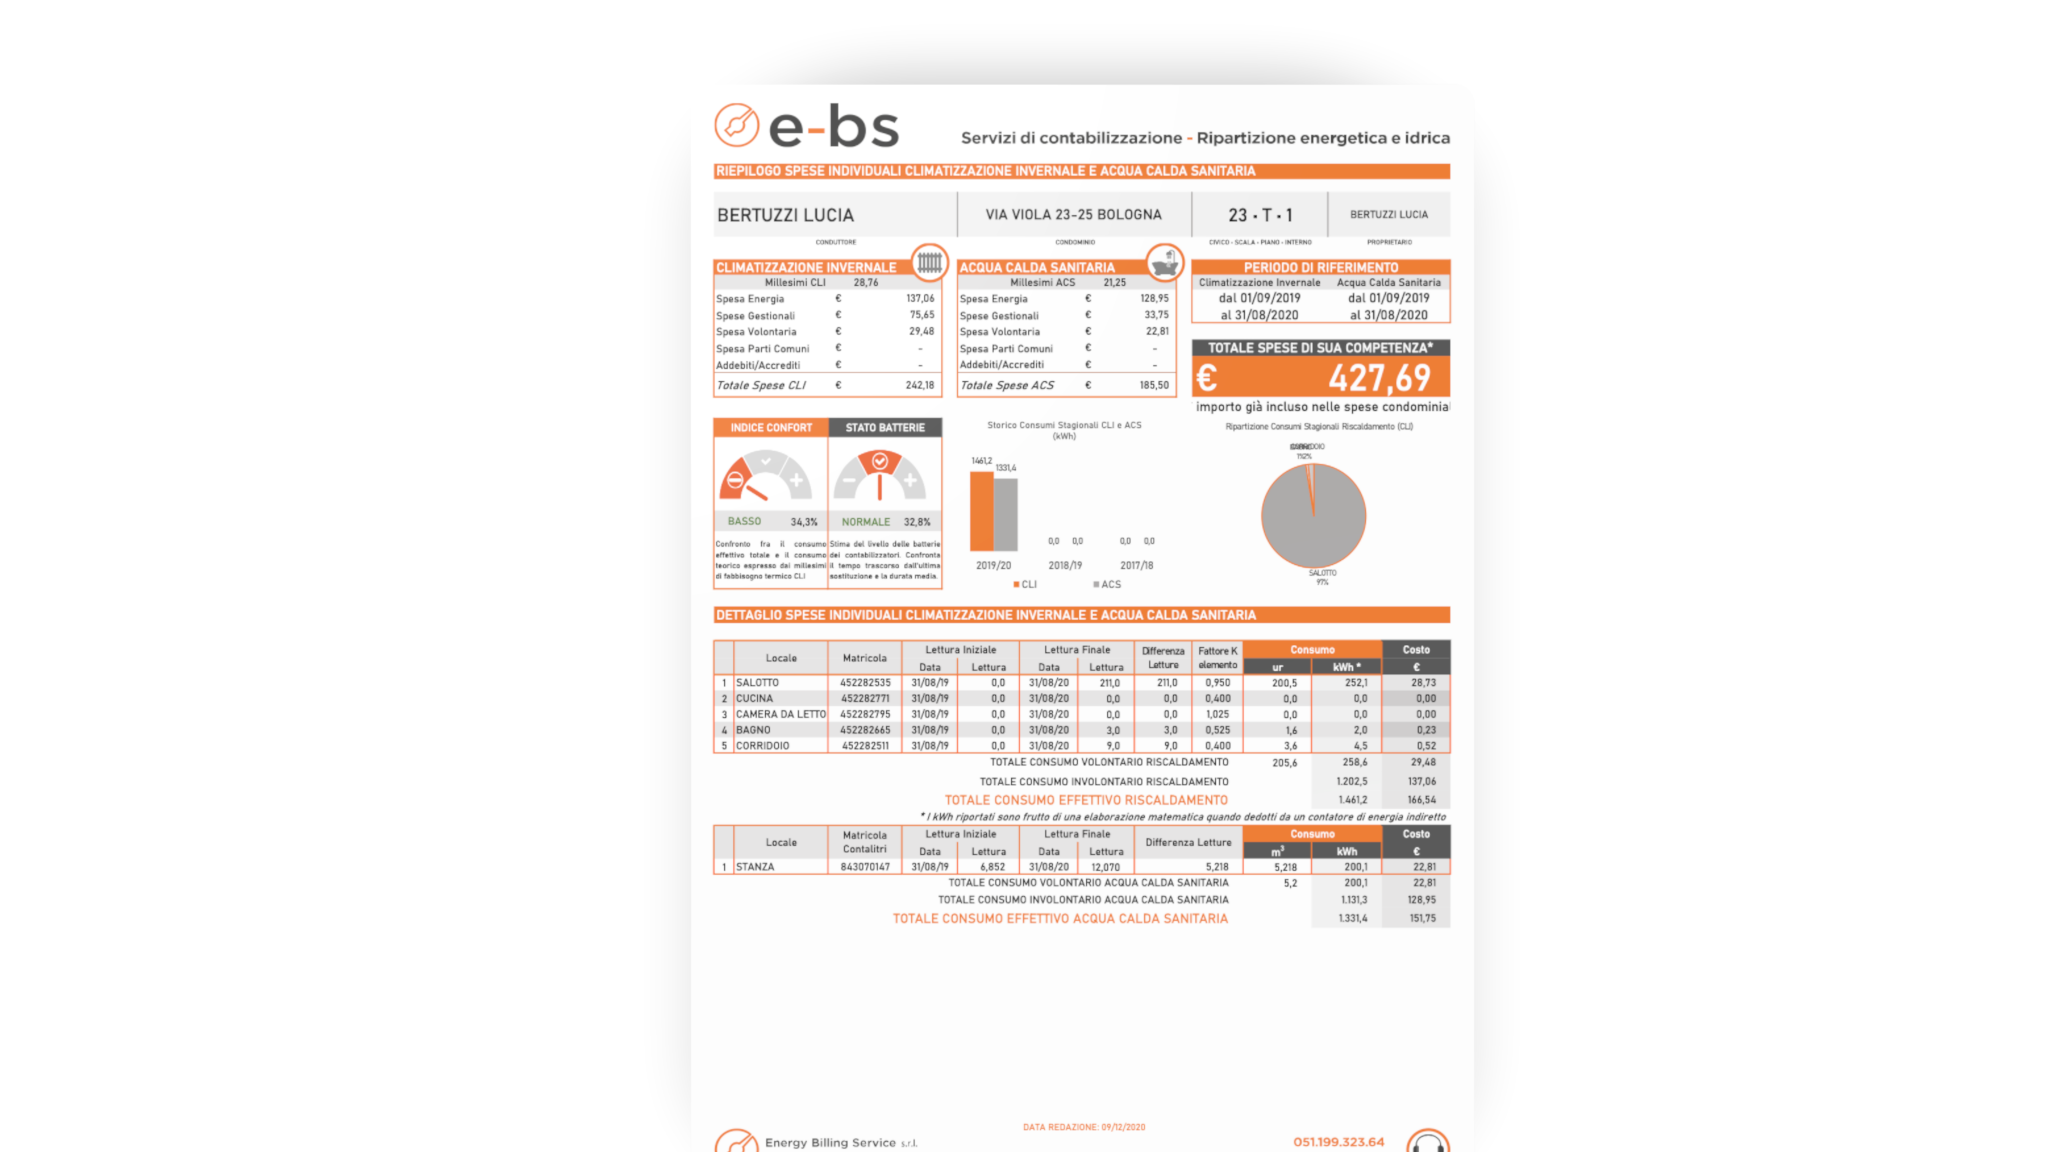 e-bs
Servizi di contabilizzazione - Ripartizione energetica e idrica
RIEPILOGO SPESE INDIVIDUALI CLIMATIZZAZIONE INVERNALE E ACQUA CALDA SANITARIA
BERTUZZI LUCIA VIA VIOLA 23-25 BOLOGNA 23 - T - 1 BERTUZZI LUCIA
CONDUTTORE CONDOMINIO CIVICO - SCALA - PIANO - INTERNO PROPRIETARIO
CLIMATIZZAZIONE INVERNALE
Millesimi CLI 28,76
Spesa Energia € 137,06
Spese Gestionali € 75,65
Spesa Volontaria € 29,48
Spesa Parti Comuni € -
Addebiti/Accrediti € -
Totale Spese CLI € 242,18
ACQUA CALDA SANITARIA
Millesimi ACS 21,25
Spesa Energia € 128,95
Spese Gestionali € 33,75
Spesa Volontaria € 22,81
Spesa Parti Comuni € -
Addebiti/Accrediti € -
Totale Spese ACS € 185,50
PERIODO DI RIFERIMENTO
Climatizzazione Invernale Acqua Calda Sanitaria
dal 01/09/2019 dal 01/09/2019
al 31/08/2020 al 31/08/2020
TOTALE SPESE DI SUA COMPETENZA*
€ 427,69
importo già incluso nelle spese condominia
INDICE CONFORT
BASSO 34,3%
Confronto fra il consumo
effettivo totale e il consumo
teorico espresso dai millesimi
di fabbisogno termico CLI
STATO BATTERIE
NORMALE 32,8%
Stima del livello delle batterie
dei contabilizzatori. Confronta
il tempo trascorso dall'ultima
sostituzione e la durata media.
Storico Consumi Stagionali CLI e ACS
(kWh)
1461,2
1331,4
0,0 0,0 0,0 0,0
2019/20 2018/19 2017/18
CLI ACS
Ripartizione Consumi Stagionali Riscaldamento (CLI)
SALOTTO
97%
DETTAGLIO SPESE INDIVIDUALI CLIMATIZZAZIONE INVERNALE E ACQUA CALDA SANITARIA
Locale Matricola Lettura Iniziale Lettura Finale Differenza Letture Fattore K elemento Consumo Costo
Data Lettura Data Lettura ur kWh * €
1 SALOTTO 452282535 31/08/19 0,0 31/08/20 211,0 211,0 0,950 200,5 252,1 28,73
2 CUCINA 452282771 31/08/19 0,0 31/08/20 0,0 0,0 0,400 0,0 0,0 0,00
3 CAMERA DA LETTO 452282795 31/08/19 0,0 31/08/20 0,0 0,0 1,025 0,0 0,0 0,00
4 BAGNO 452282665 31/08/19 0,0 31/08/20 3,0 3,0 0,525 1,6 2,0 0,23
5 CORRIDOIO 452282511 31/08/19 0,0 31/08/20 9,0 9,0 0,400 3,6 4,5 0,52
TOTALE CONSUMO VOLONTARIO RISCALDAMENTO 205,6 258,6 29,48
TOTALE CONSUMO INVOLONTARIO RISCALDAMENTO 1.202,5 137,06
TOTALE CONSUMO EFFETTIVO RISCALDAMENTO 1.461,2 166,54
* I kWh riportati sono frutto di una elaborazione matematica quando dedotti da un contatore di energia indiretto
Locale Matricola Contalitri Lettura Iniziale Lettura Finale Differenza Letture Consumo Costo
Data Lettura Data Lettura m³ kWh €
1 STANZA 843070147 31/08/19 6,852 31/08/20 12,070 5,218 5,218 200,1 22,81
TOTALE CONSUMO VOLONTARIO ACQUA CALDA SANITARIA 5,2 200,1 22,81
TOTALE CONSUMO INVOLONTARIO ACQUA CALDA SANITARIA 1.131,3 128,95
TOTALE CONSUMO EFFETTIVO ACQUA CALDA SANITARIA 1.331,4 151,75
DATA REDAZIONE: 09/12/2020
Energy Billing Service s.r.l.
051.199.323.64